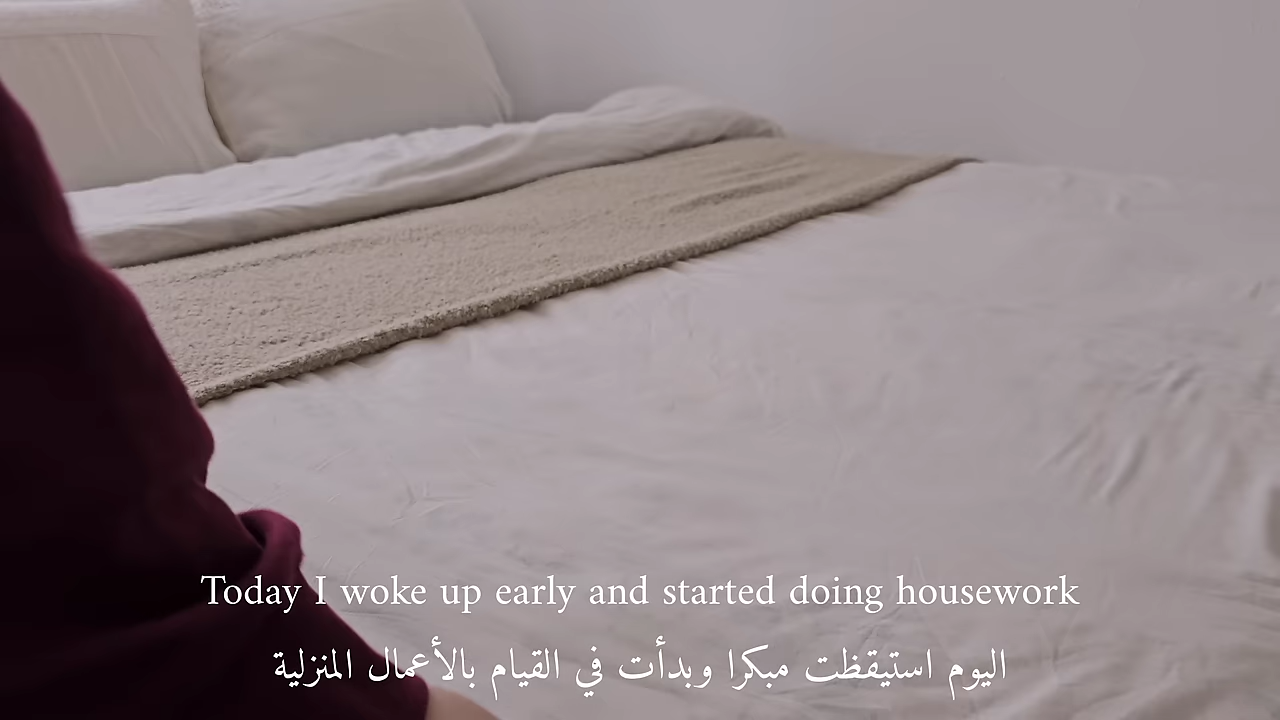 Today I woke up early and started doing housework
اليوم استيقظت مبكرا وبدأت في القيام بالأعمال المنزلية